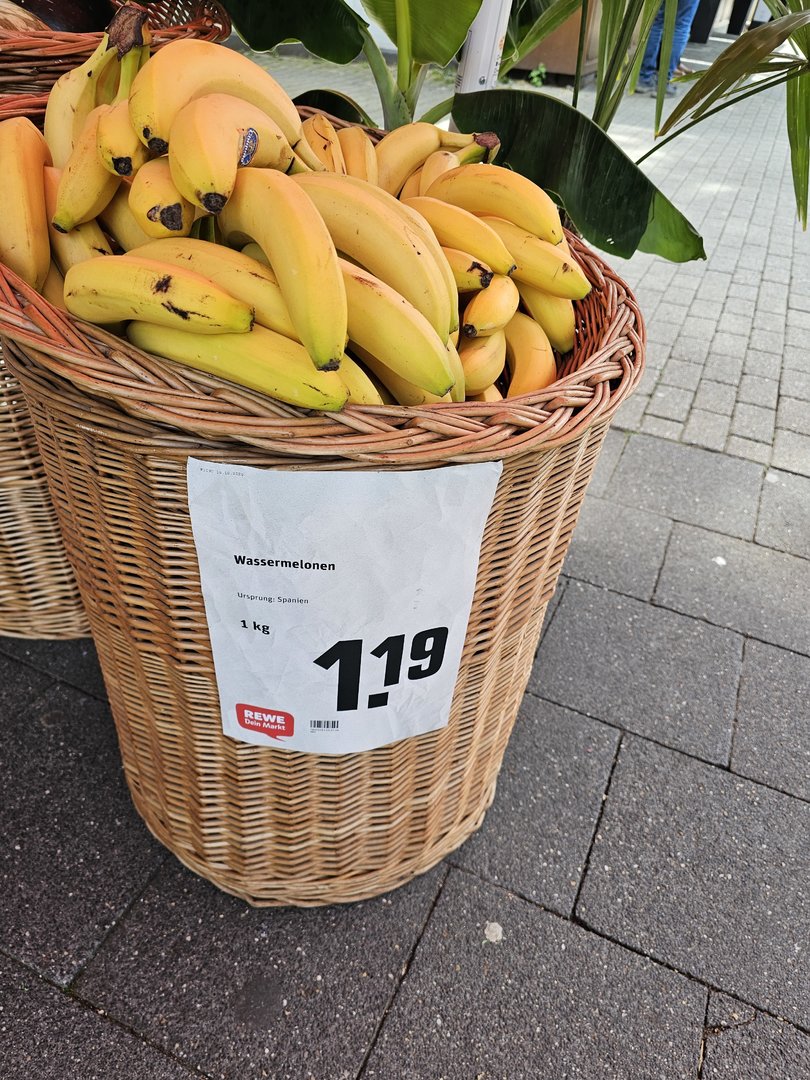 Wassermelonen
Ursprung: Spanien
1 kg
1.19
REWE
Dein Markt